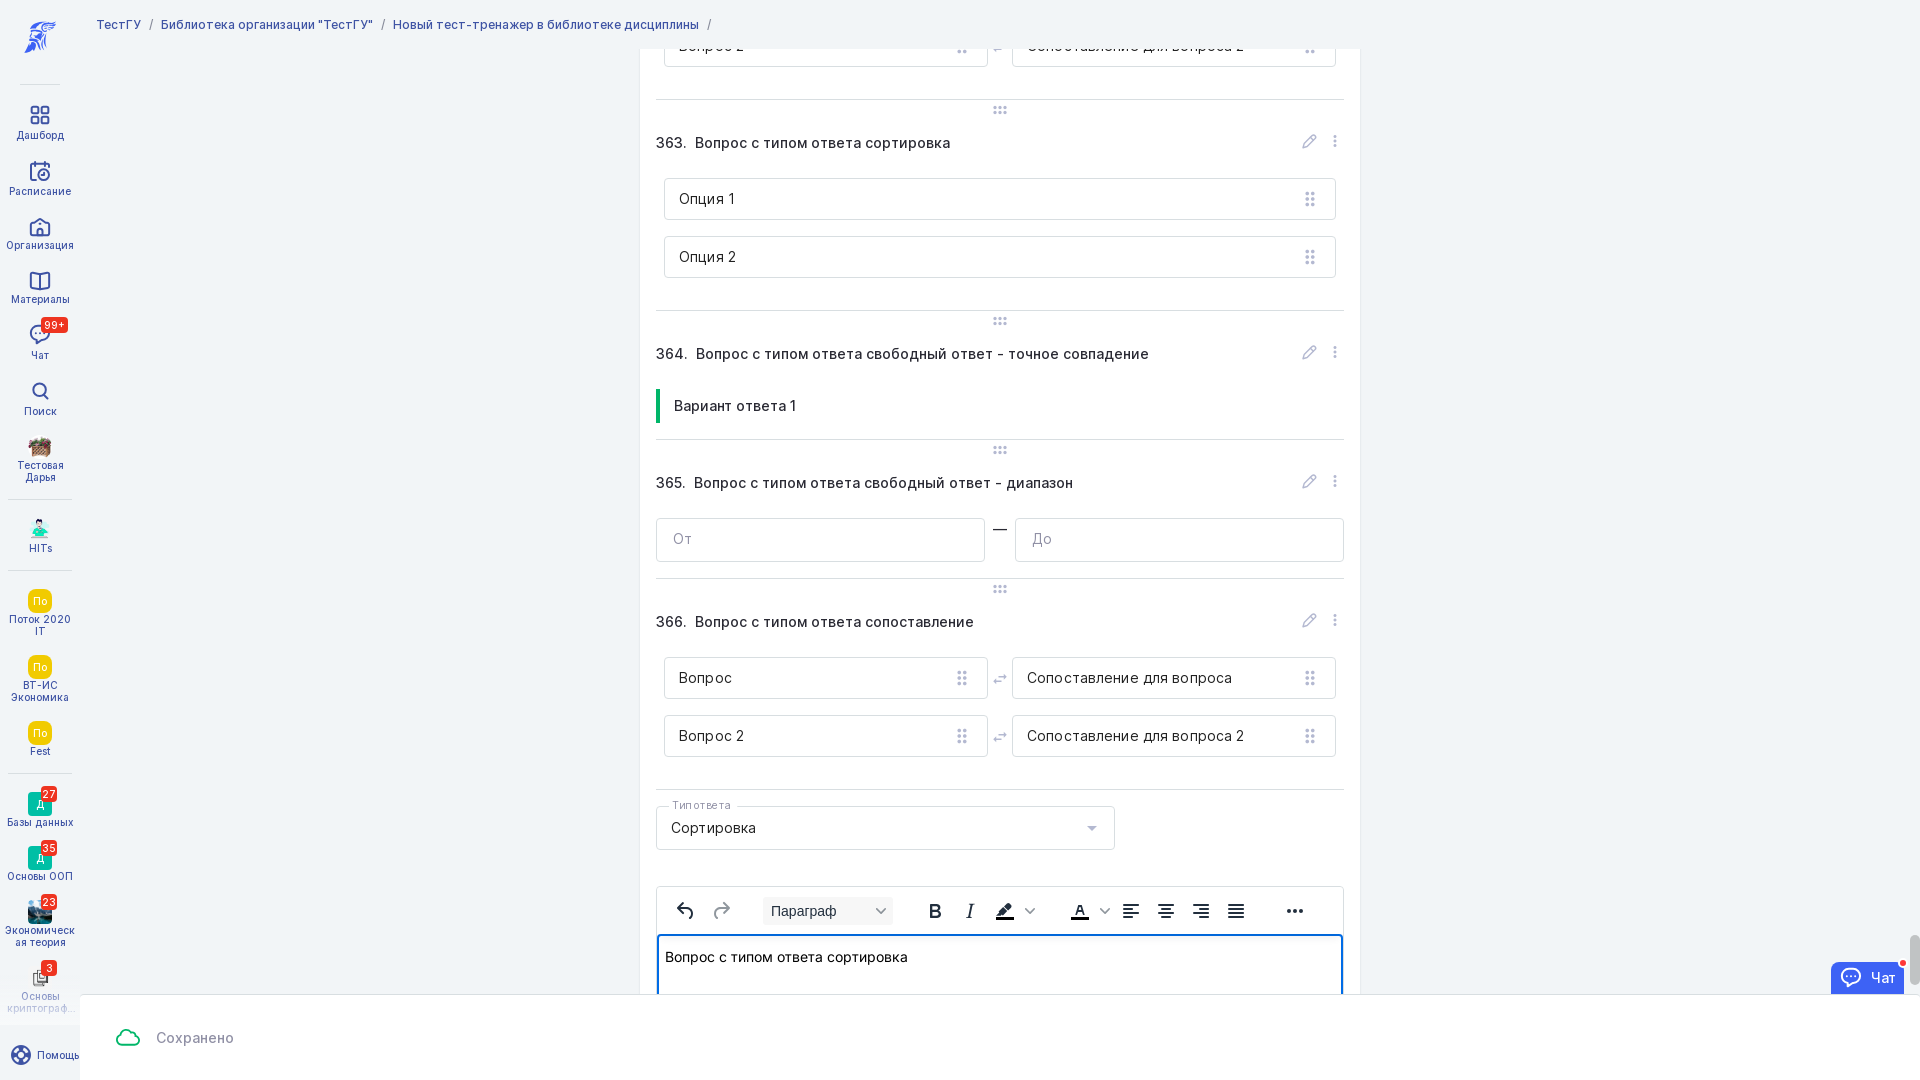 ТестГУ / Библиотека организации "ТестГУ" / Новый тест-тренажер в библиотеке дисциплины /
Дашборд
Расписание
Организация
Материалы
99+
Чат
Поиск
Тестовая
Дарья
HITs
По
Поток 2020
IT
По
ВТ-ИС
Экономика
По
Fest
27
Д
Базы данных
35
Д
Основы ООП
23
Экономическ
ая теория
3
Основы
криптограф...
Помощь
Вопрос 2
Сопоставление для вопроса 2
363. Вопрос с типом ответа сортировка
Опция 1
Опция 2
364. Вопрос с типом ответа свободный ответ - точное совпадение
Вариант ответа 1
365. Вопрос с типом ответа свободный ответ - диапазон
От — До
366. Вопрос с типом ответа сопоставление
Вопрос
Сопоставление для вопроса
Вопрос 2
Сопоставление для вопроса 2
Тип ответа
Сортировка
Параграф
Вопрос с типом ответа сортировка
Чат
Сохранено